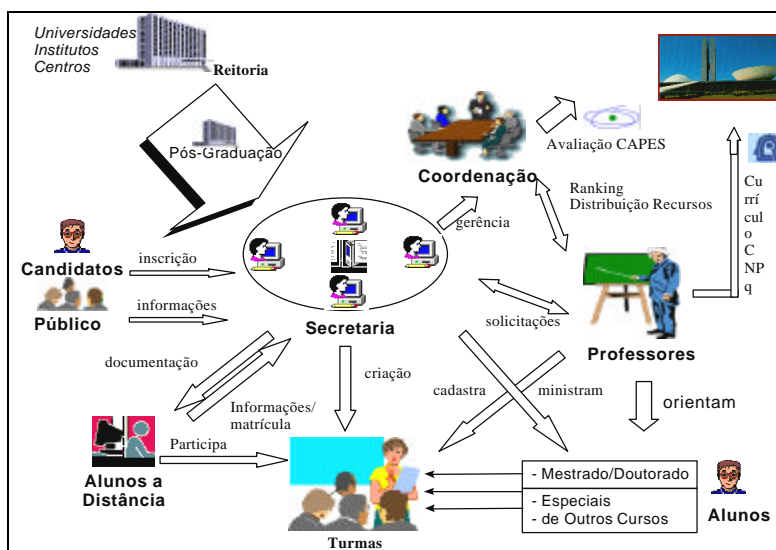 Universidades
Institutos
Centros
Reitoria
Pós-Graduação
Avaliação CAPES
Coordenação
Ranking
Distribuição Recursos
Cu
rríc
ul
o
C
NP
q
gerência
Candidatos
inscrição
Público
informações
Secretaria
solicitações
Professores
documentação
criação
cadastra
ministram
orientam
Informações/
matrícula
Participa
Alunos a
Distância
- Mestrado/Doutorado
- Especiais
- de Outros Cursos
Alunos
Turmas